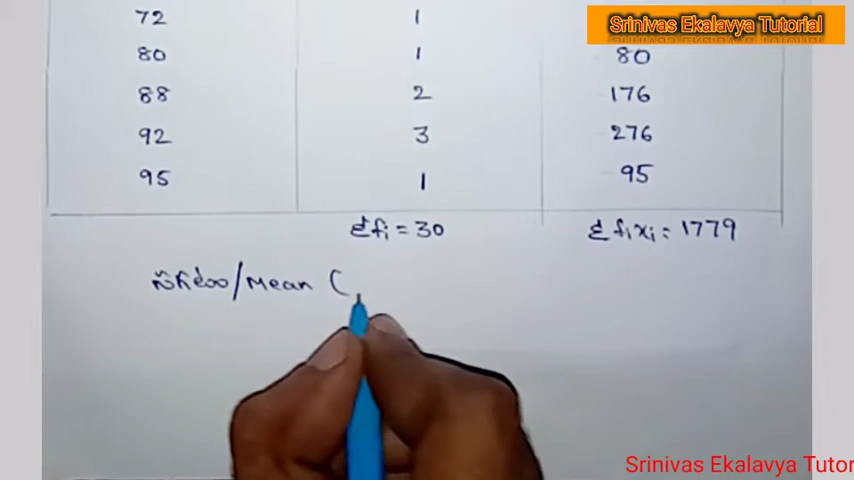 Srinivas Ekalavya Tutorial
72 1
80 1 80
88 2 176
92 3 276
95 1 95
Σfi = 30 Σfixi = 1779
సగటు/Mean (
Srinivas Ekalavya Tutor